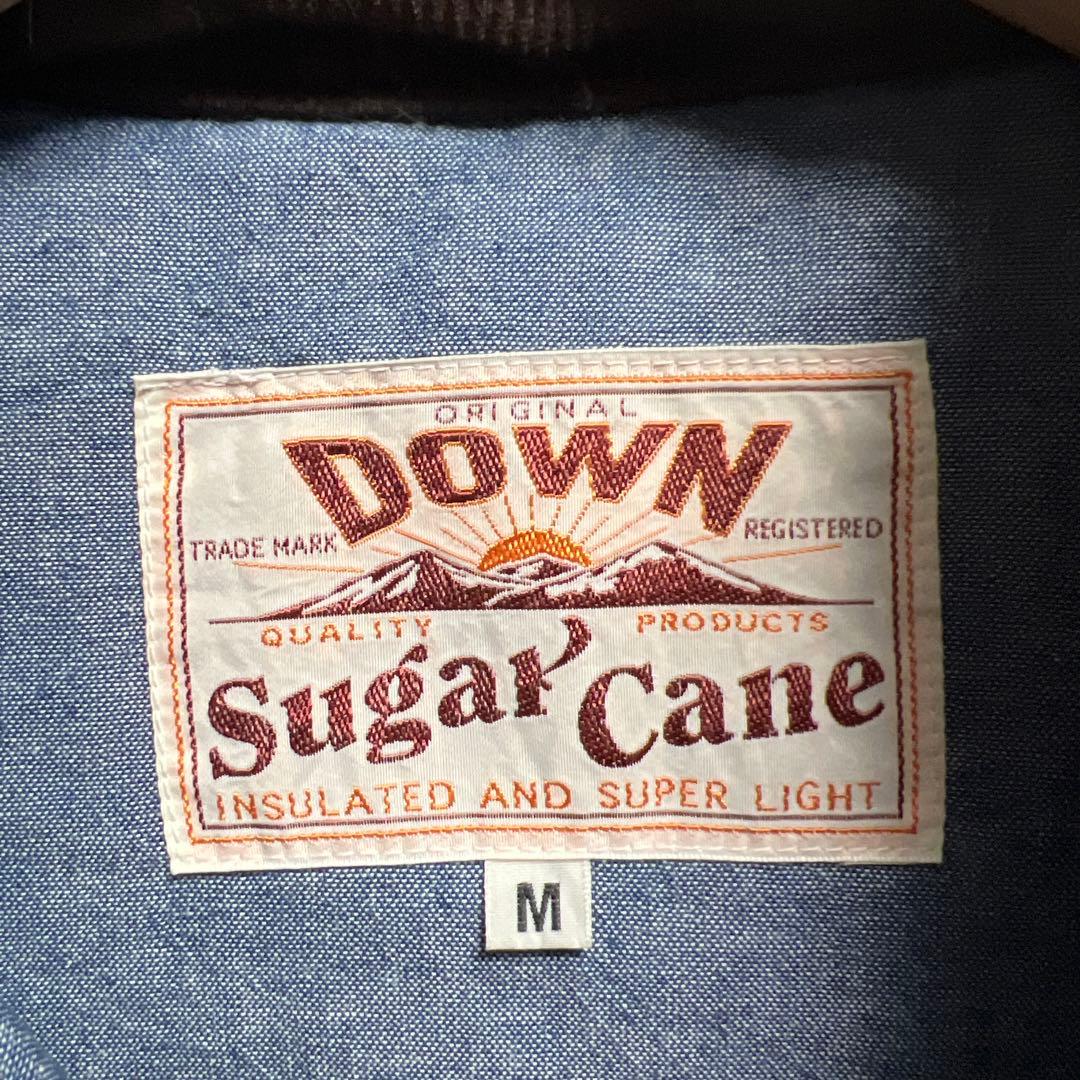 ORIGINAL
DOWN
TRADE MARK REGISTERED
QUALITY PRODUCTS
Sugar Cane
INSULATED AND SUPER LIGHT
M